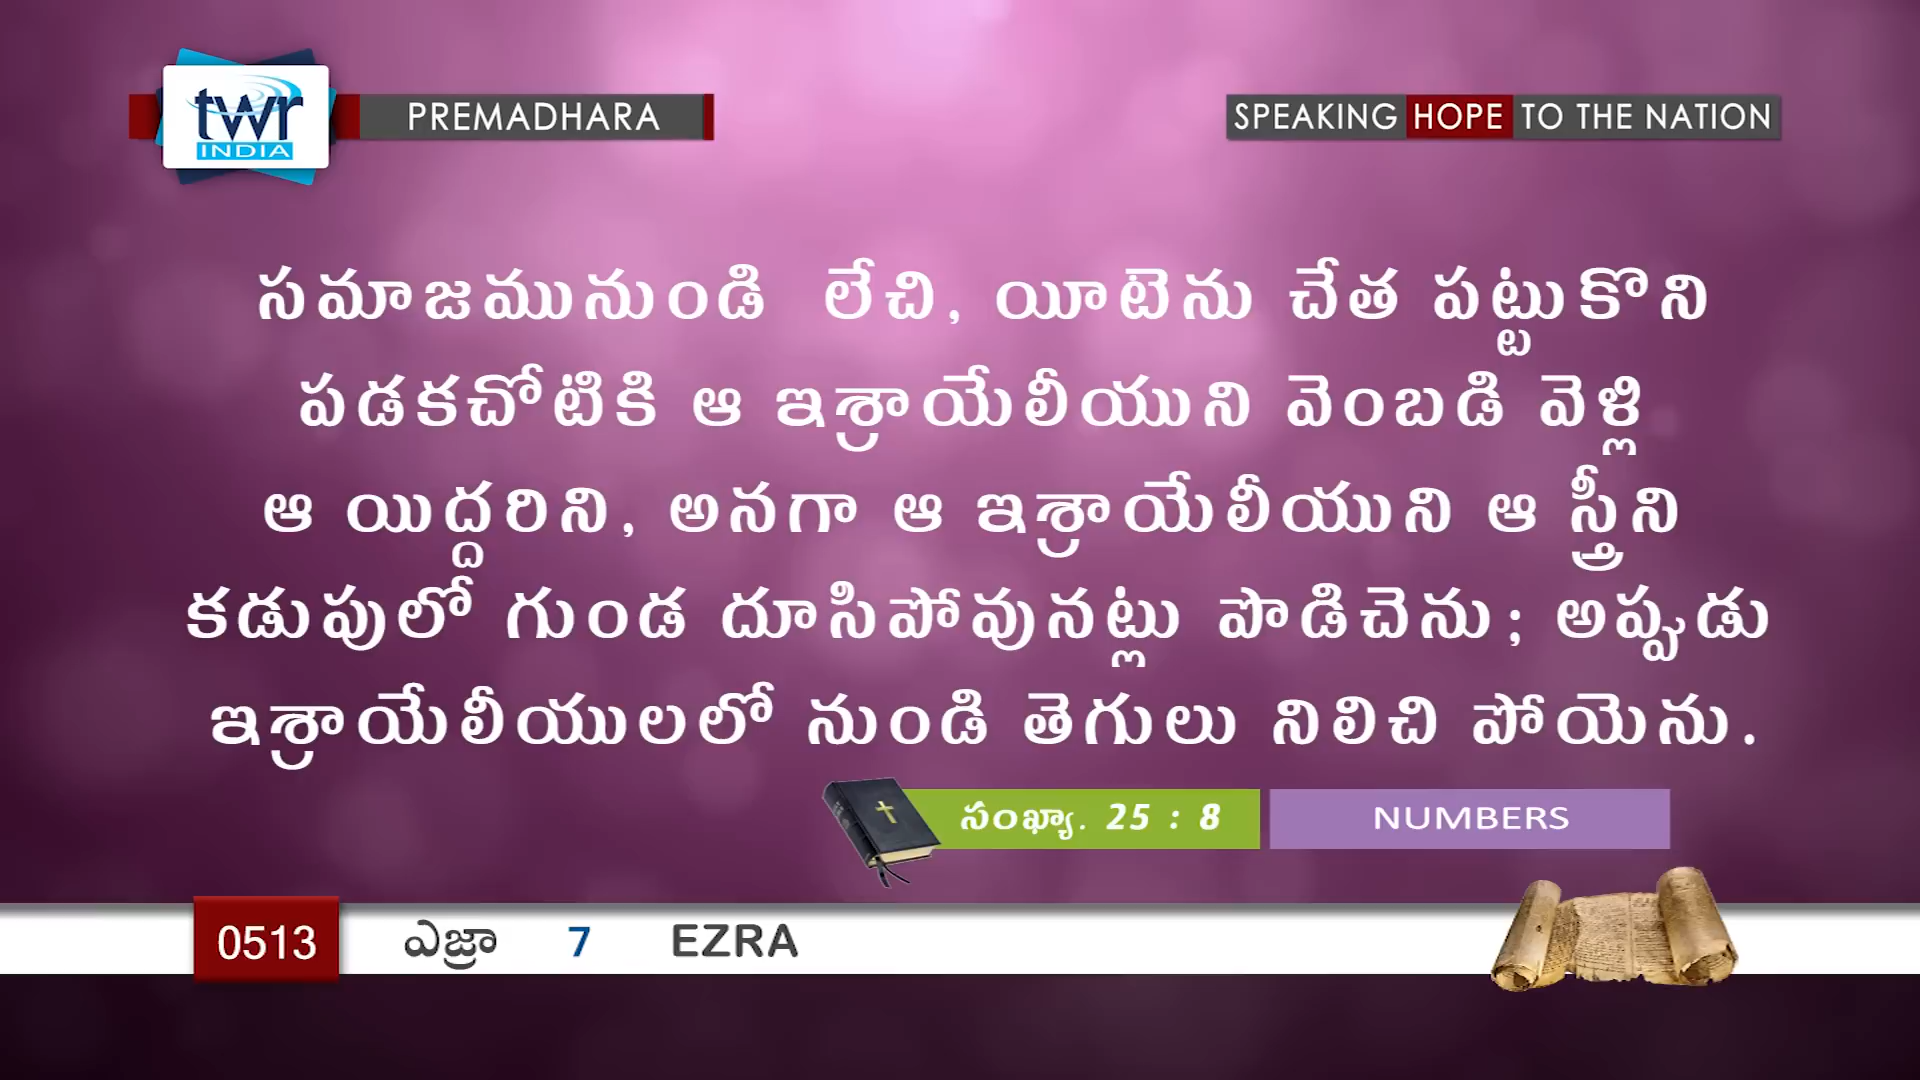 twr
INDIA
PREMADHARA
SPEAKING HOPE TO THE NATION
సమాజమునుండి లేచి, యీటెను చేత పట్టుకొని
పడకచోటికి ఆ ఇశ్రాయేలీయుని వెంబడి వెళ్లి
ఆ యిద్దరిని, అనగా ఆ ఇశ్రాయేలీయుని ఆ స్త్రీని
కడుపులో గుండ దూసిపోవునట్లు పొడిచెను; అప్పుడు
ఇశ్రాయేలీయులలో నుండి తెగులు నిలిచి పోయెను.
సంఖ్యా. 25 : 8
NUMBERS
0513 ఎజ్రా 7 EZRA